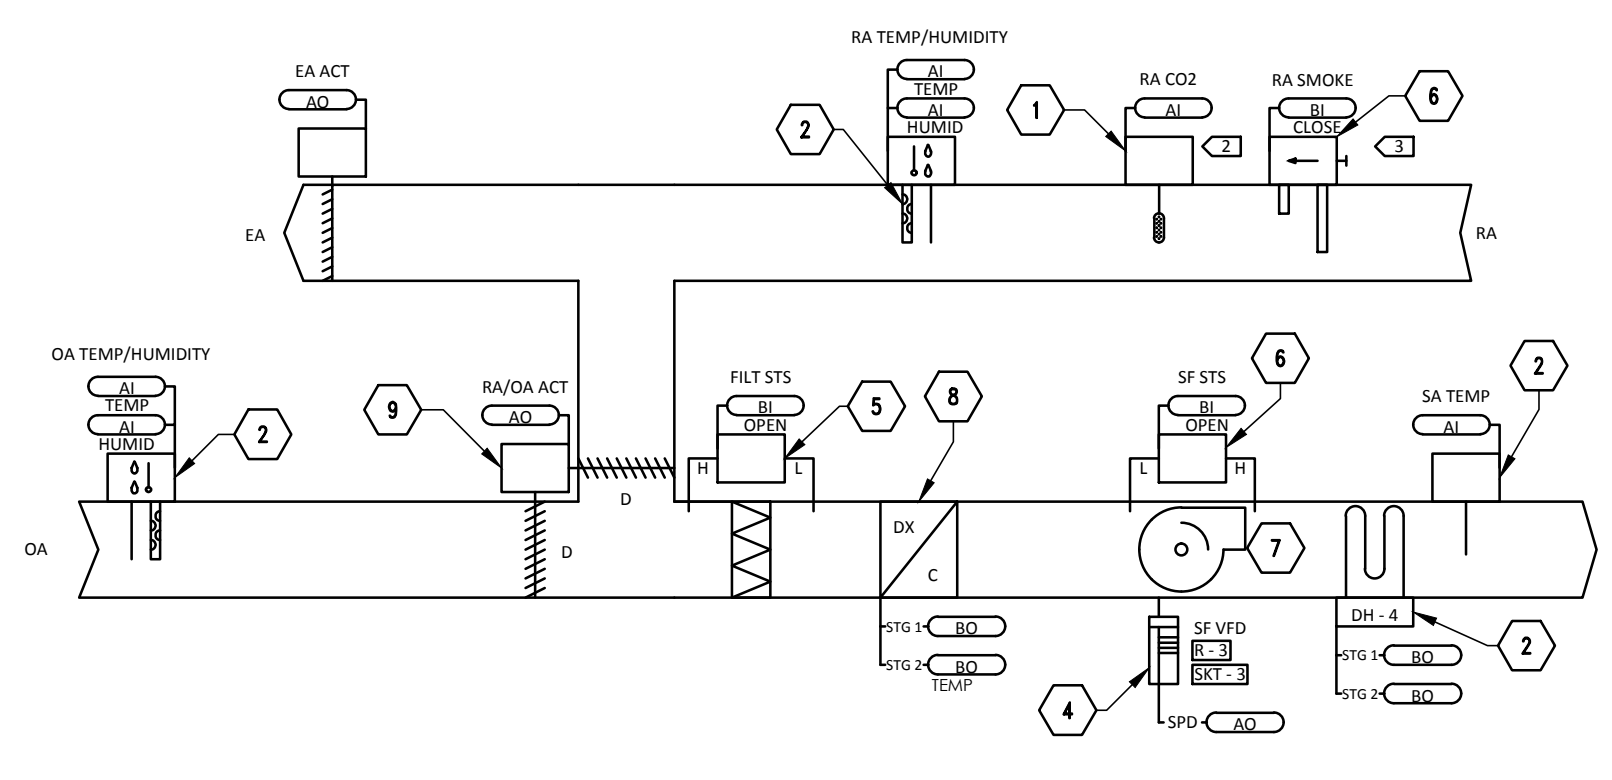 RA TEMP/HUMIDITY
EA ACT
AI
RA CO2
RA SMOKE
6
AO
TEMP
AI
HUMID
1
AI
BI
CLOSE
2
2
3
EA
RA
OA TEMP/HUMIDITY
AI
TEMP
AI
HUMID
2
9
RA/OA ACT
AO
FILT STS
BI
OPEN
5
8
SF STS
BI
OPEN
6
2
SA TEMP
AI
H
L
L
H
D
OA
D
DX
C
7
STG 1
BO
STG 2
BO
TEMP
SF VFD
R - 3
SKT - 3
4
SPD
AO
DH - 4
2
STG 1
BO
STG 2
BO